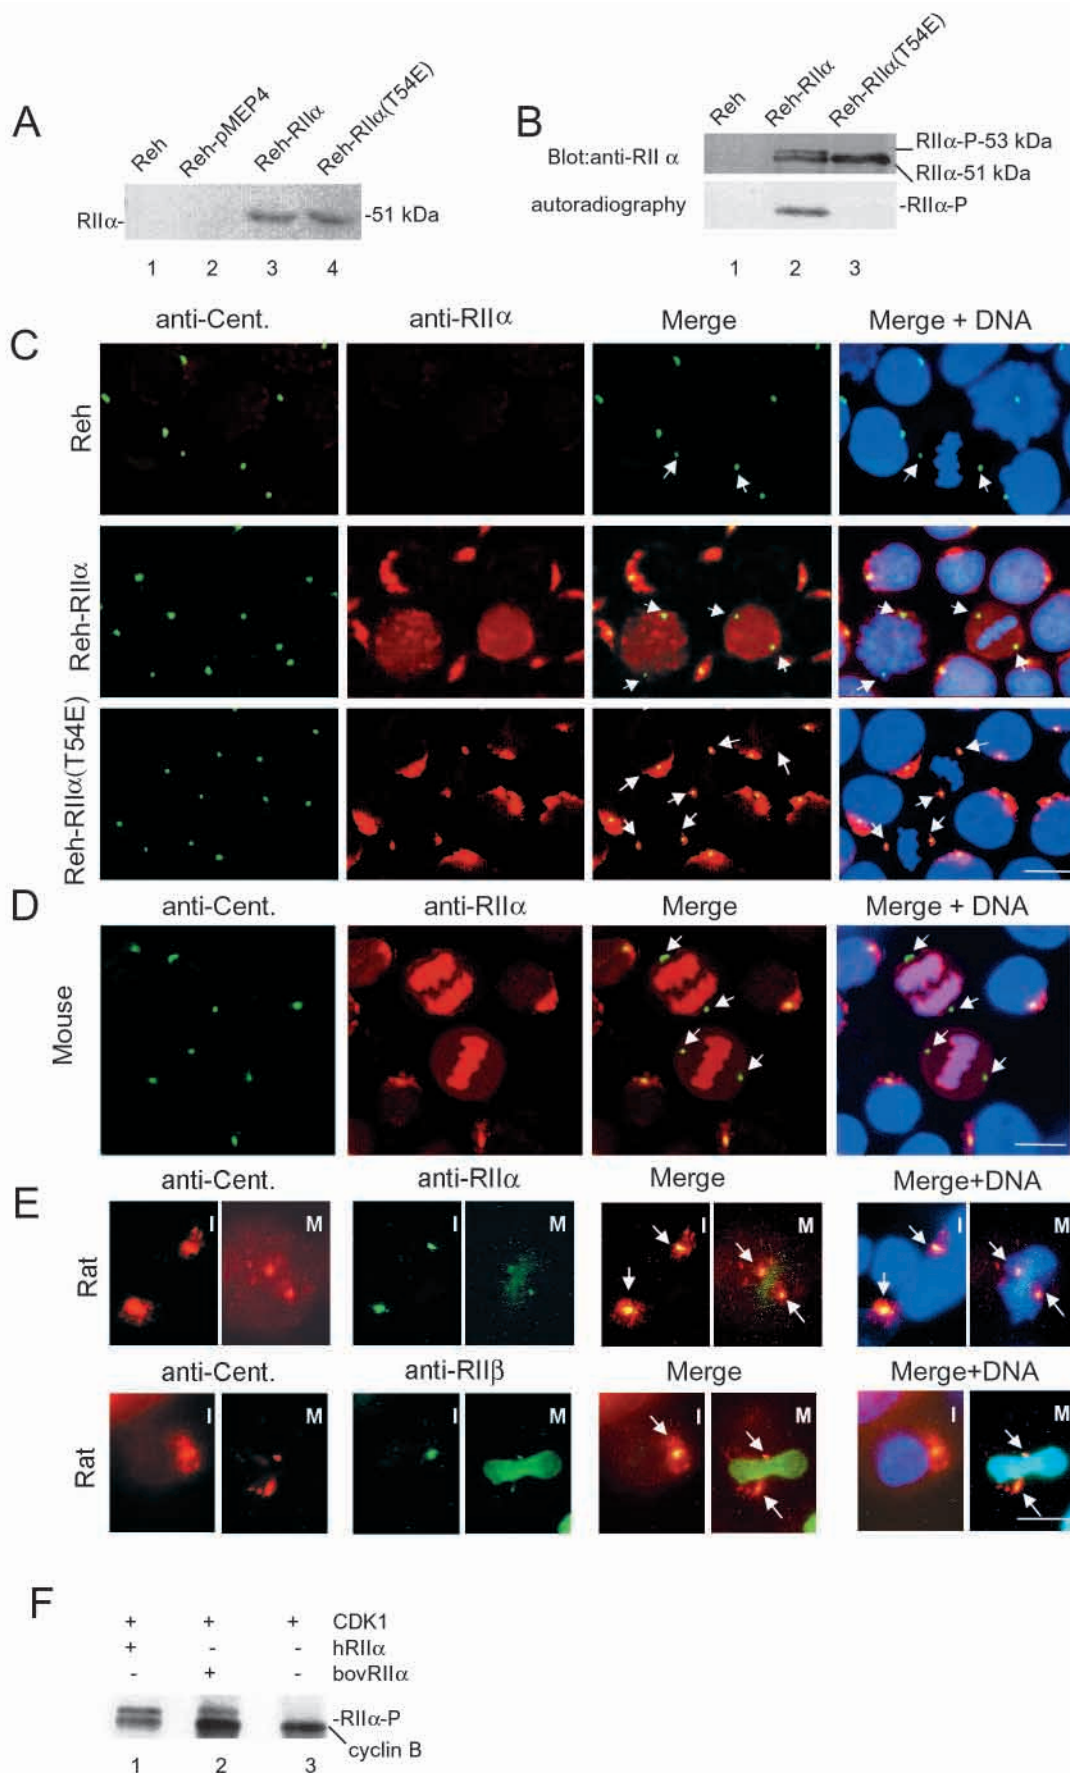 A
Reh
Reh-pMEP4
Reh-RIIα
Reh-RIIα(T54E)
RIIα-
-51 kDa
1 2 3 4
B
Reh
Reh-RIIα
Reh-RIIα(T54E)
Blot:anti-RII α
RIIα-P-53 kDa
RIIα-51 kDa
autoradiography
-RIIα-P
1 2 3
C
anti-Cent. anti-RIIα Merge Merge + DNA
Reh
Reh-RIIα
Reh-RIIα(T54E)
D
anti-Cent. anti-RIIα Merge Merge + DNA
Mouse
E
anti-Cent. anti-RIIα Merge Merge+DNA
Rat
I M I M I M I M
anti-Cent. anti-RIIβ Merge Merge+DNA
Rat
I M I M I M I M
F
+ + + CDK1
+ - - hRIIα
- + - bovRIIα
-RIIα-P
cyclin B
1 2 3